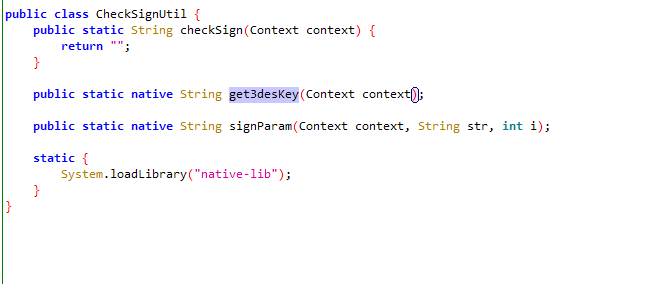 public class CheckSignUtil {
    public static String checkSign(Context context) {
        return "";
    }
    public static native String get3desKey(Context context);
    public static native String signParam(Context context, String str, int i);
    static {
        System.loadLibrary("native-lib");
    }
}